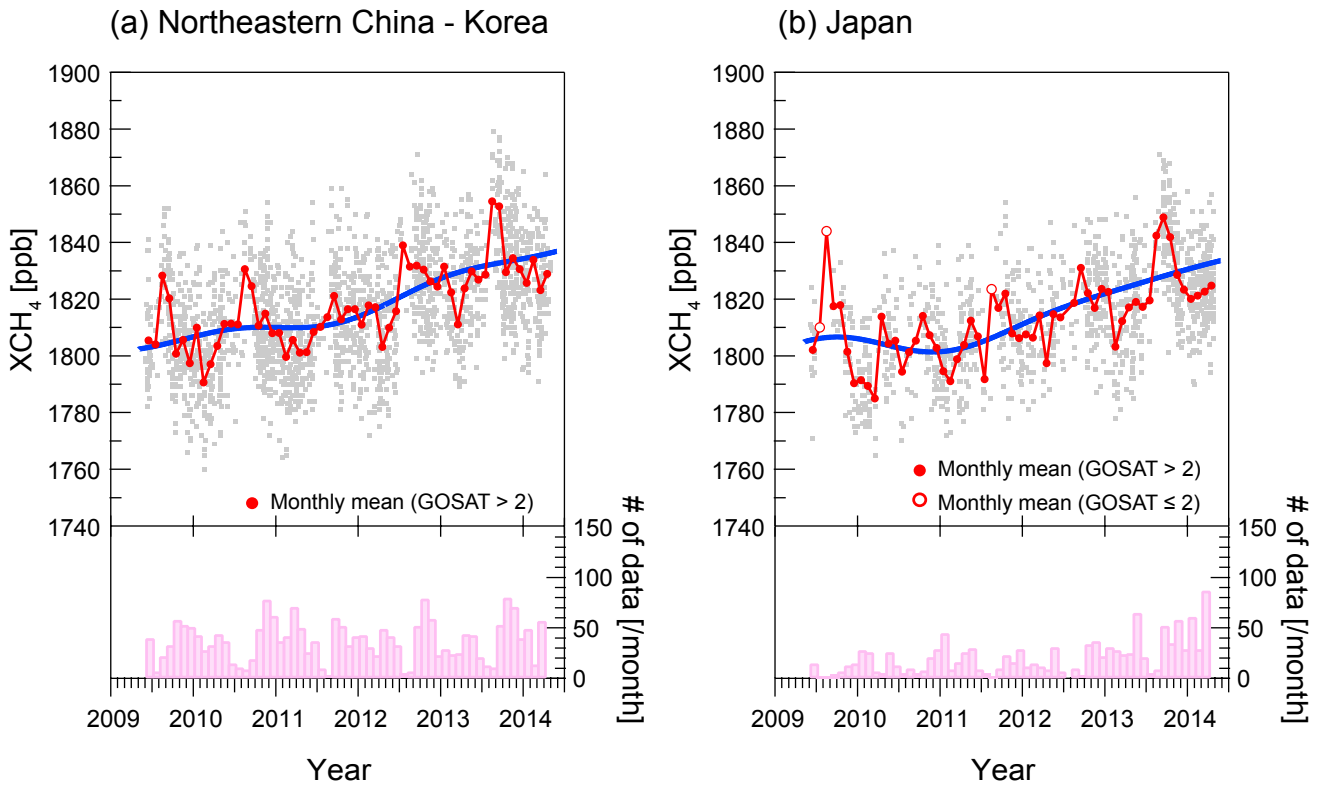 (a) Northeastern China - Korea
1900
1880
1860
1840
1820
1800
1780
1760
1740
XCH4 [ppb]
Monthly mean (GOSAT > 2)
150
100
50
0
# of data [/month]
2009 2010 2011 2012 2013 2014
Year
(b) Japan
1900
1880
1860
1840
1820
1800
1780
1760
1740
XCH4 [ppb]
Monthly mean (GOSAT > 2)
Monthly mean (GOSAT ≤ 2)
150
100
50
0
# of data [/month]
2009 2010 2011 2012 2013 2014
Year